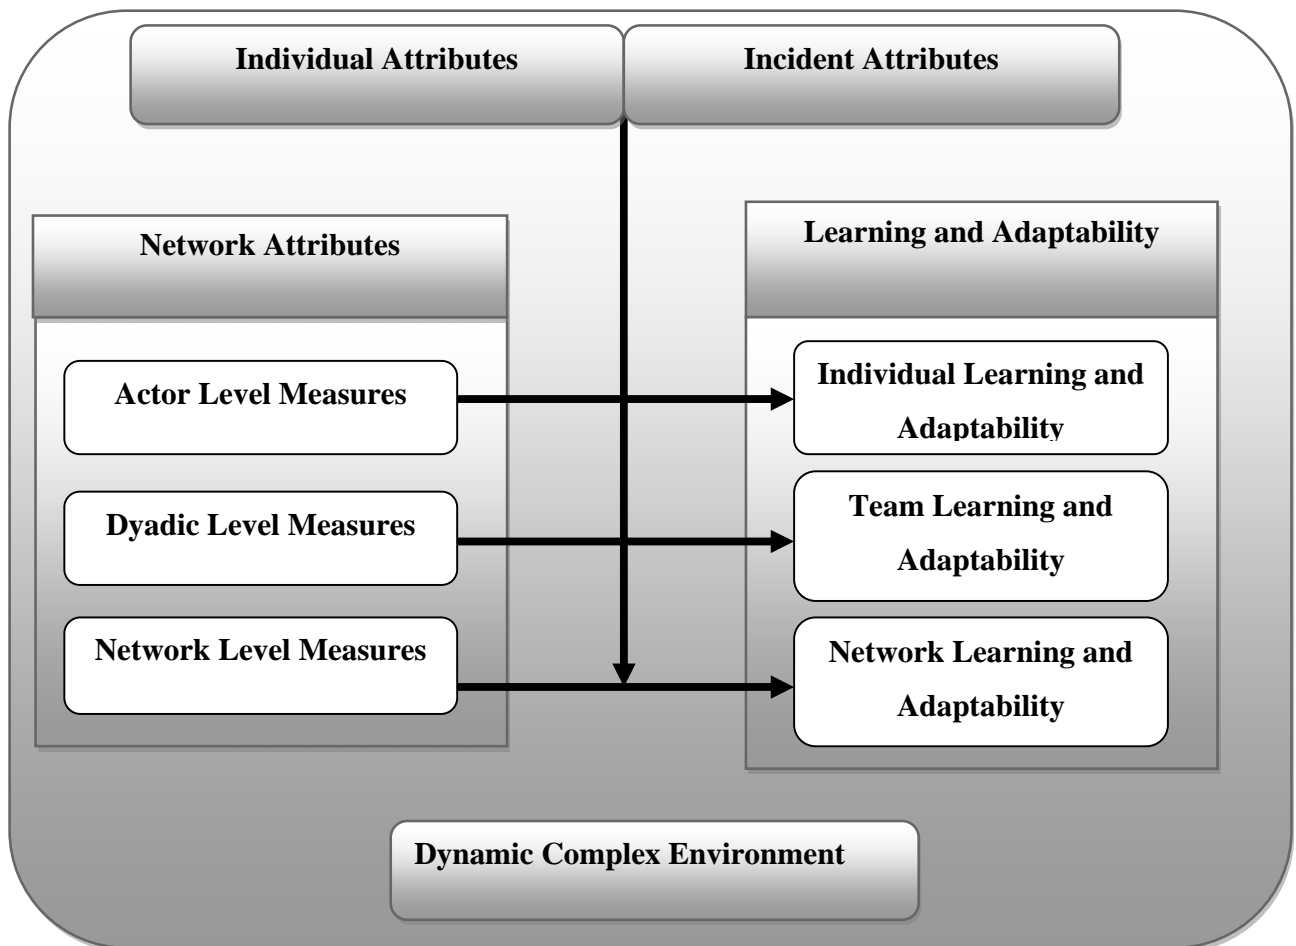 Individual Attributes
Incident Attributes
Network Attributes
Learning and Adaptability
Actor Level Measures
Individual Learning and
Adaptability
Dyadic Level Measures
Team Learning and
Adaptability
Network Level Measures
Network Learning and
Adaptability
Dynamic Complex Environment